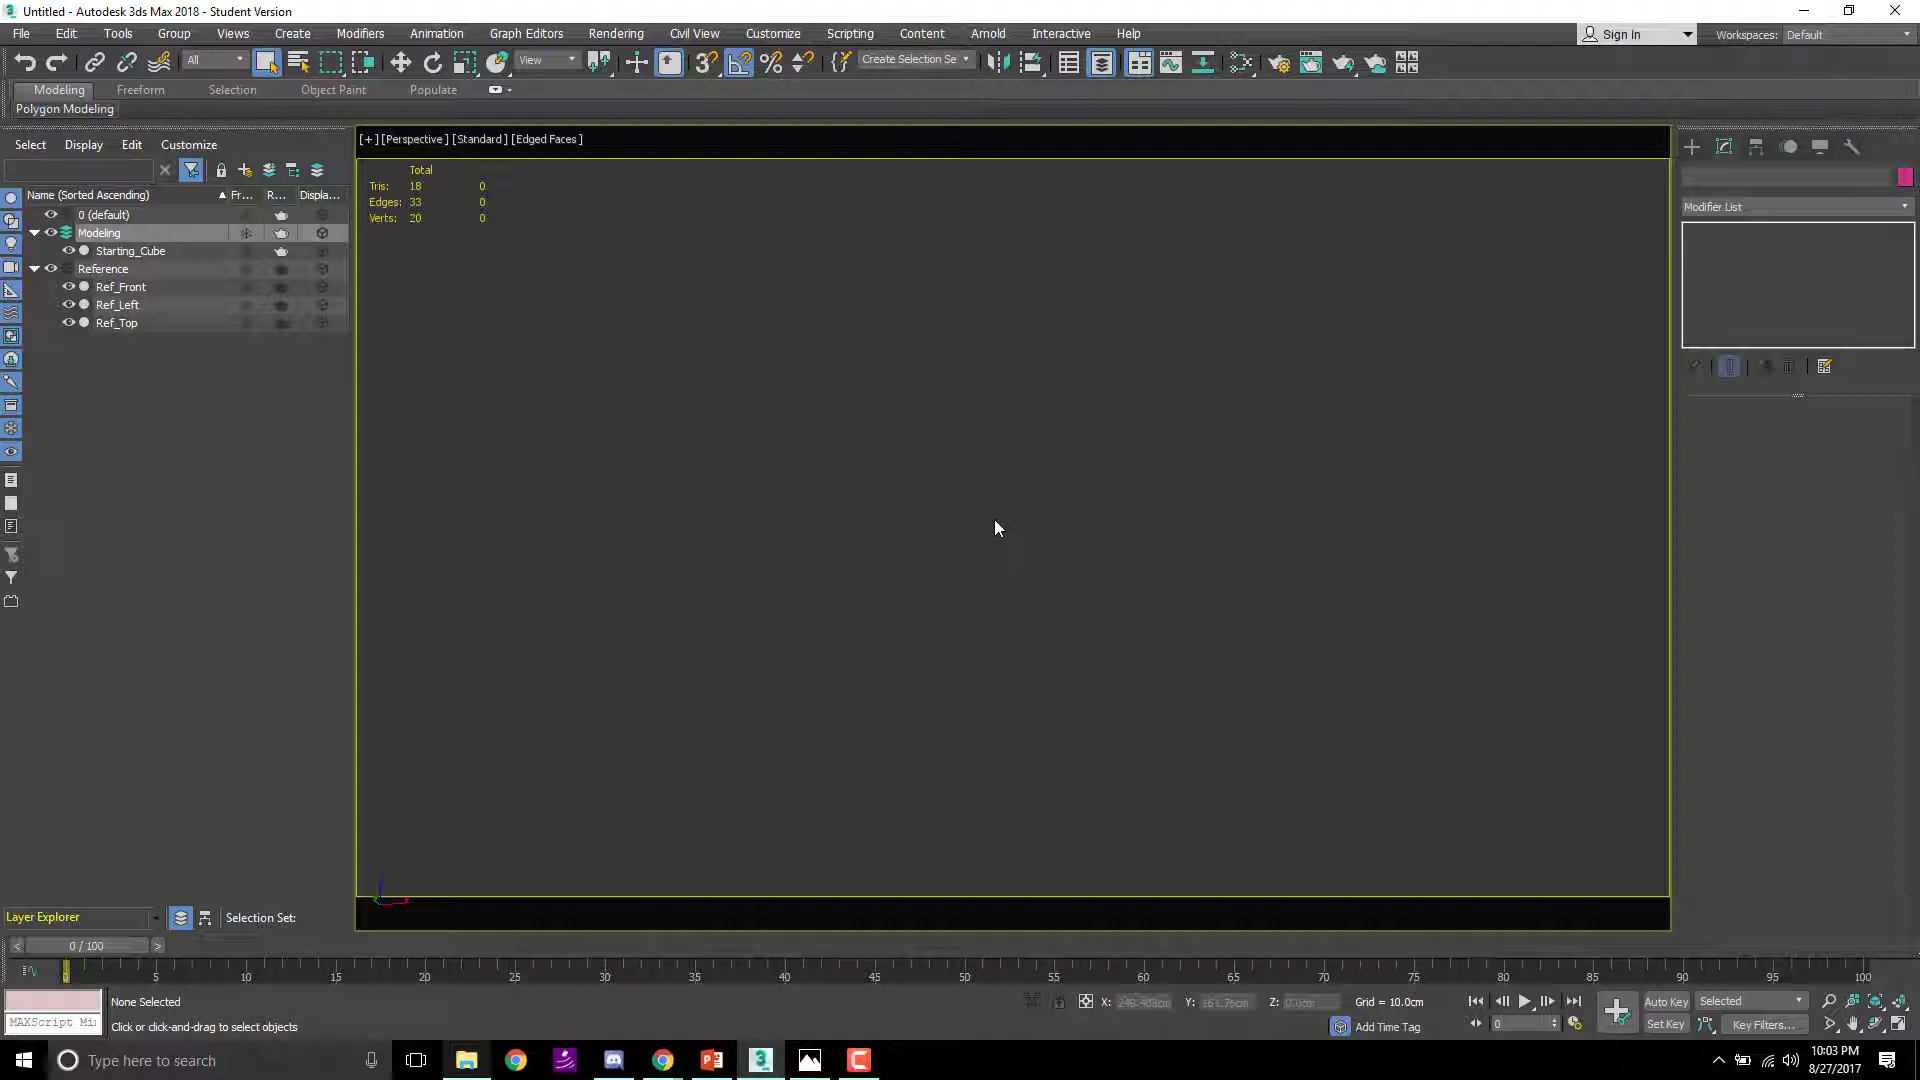 Untitled - Autodesk 3ds Max 2018 - Student Version
File Edit Tools Group Views Create Modifiers Animation Graph Editors Rendering Civil View Customize Scripting Content Arnold Interactive Help
Sign In Workspaces: Default
All View Create Selection Se
Modeling Freeform Selection Object Paint Populate
Polygon Modeling
Select Display Edit Customize
[+] [Perspective] [Standard] [Edged Faces]
Name (Sorted Ascending) Fr... R... Displa...
Total
Tris: 18 0
Edges: 33 0
Verts: 20 0
0 (default)
Modeling
Starting_Cube
Reference
Ref_Front
Ref_Left
Ref_Top
Modifier List
Layer Explorer Selection Set:
< 0 / 100 >
0 5 10 15 20 25 30 35 40 45 50 55 60 65 70 75 80 85 90 95 100
None Selected
X: 249.408cm Y: Z: 0.0cm Grid = 10.0cm
Auto Key Selected
MAXScript Mi
Click or click-and-drag to select objects
Add Time Tag
0
Set Key Key Filters...
Type here to search
10:03 PM
8/27/2017